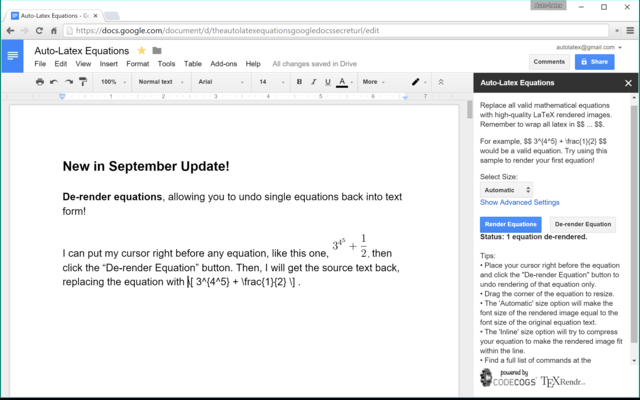 Auto-Latex
Auto-Latex Equations - Go
https://docs.google.com/document/d/theautolatexequationsgoogledocssecreturl/edit
Auto-Latex Equations
autolatex@gmail.com
File Edit View Insert Format Tools Table Add-ons Help All changes saved in Drive
Comments
Share
100% Normal text Arial 14 B I U A More
1 2 3 4 5 6 7
Auto-Latex Equations
Replace all valid mathematical equations
with high-quality LaTeX rendered images.
Remember to wrap all latex in $$ ... $$.
For example, $$ 3^{4^5} + \frac{1}{2} $$
would be a valid equation. Try using this
sample to render your first equation!
Select Size:
Automatic
Show Advanced Settings
Render Equations
De-render Equation
Status: 1 equation de-rendered.
Tips:
• Place your cursor right before the equation
and click the "De-render Equation" button to
undo rendering of that equation only.
• Drag the corner of the equation to resize.
• The 'Automatic' size option will make the
font size of the rendered image equal to the
font size of the original equation text.
• The 'Inline' size option will try to compress
your equation to make the rendered image fit
within the line.
• Find a full list of commands at the
powered by
CODECOGS TEXRendr...
New in September Update!
De-render equations, allowing you to undo single equations back into text
form!
I can put my cursor right before any equation, like this one, 3^{4^5} + \frac{1}{2}, then
click the “De-render Equation” button. Then, I will get the source text back,
replacing the equation with \[ 3^{4^5} + \frac{1}{2} \] .